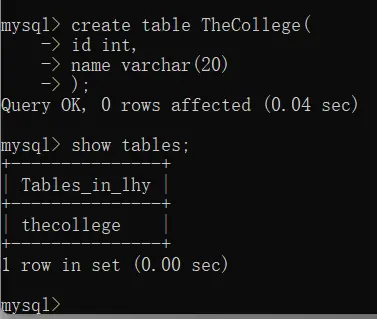 mysql> create table TheCollege(
    -> id int,
    -> name varchar(20)
    -> );
Query OK, 0 rows affected (0.04 sec)
mysql> show tables;
+---------------+
| Tables_in_lhy |
+---------------+
| thecollege    |
+---------------+
1 row in set (0.00 sec)
mysql>